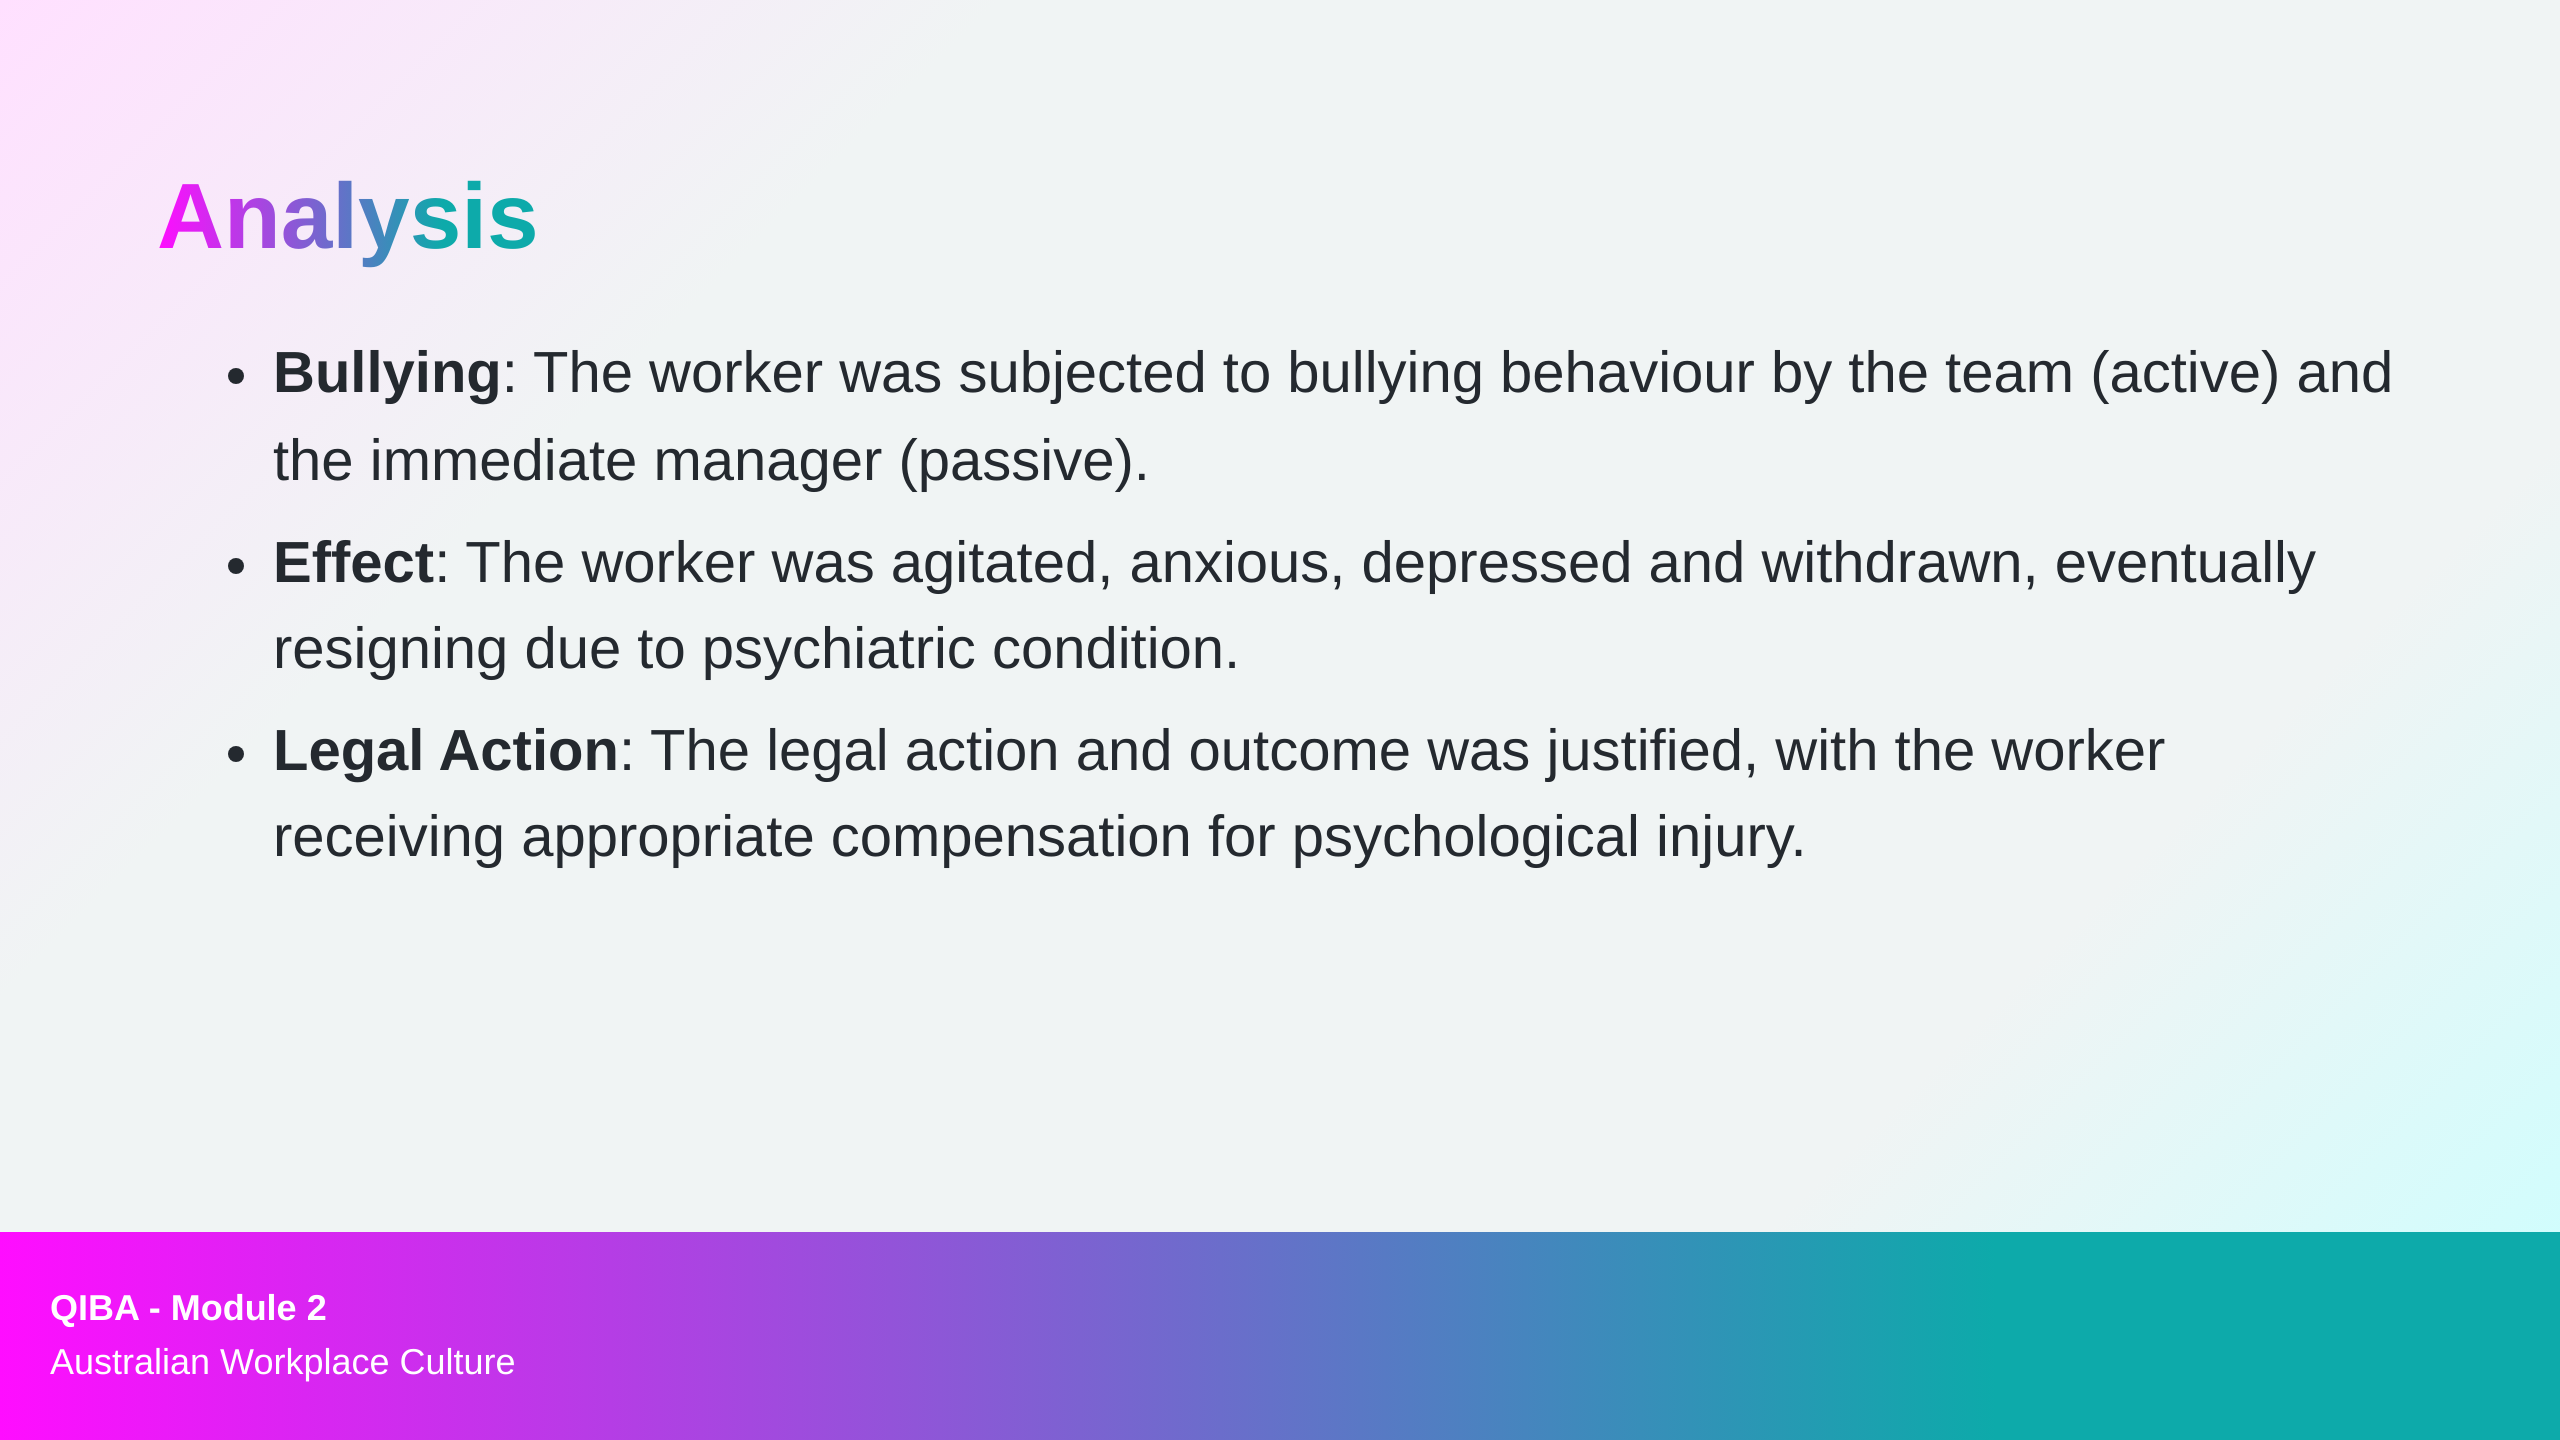 Analysis
• Bullying: The worker was subjected to bullying behaviour by the team (active) and
the immediate manager (passive).
• Effect: The worker was agitated, anxious, depressed and withdrawn, eventually
resigning due to psychiatric condition.
• Legal Action: The legal action and outcome was justified, with the worker
receiving appropriate compensation for psychological injury.
QIBA - Module 2
Australian Workplace Culture